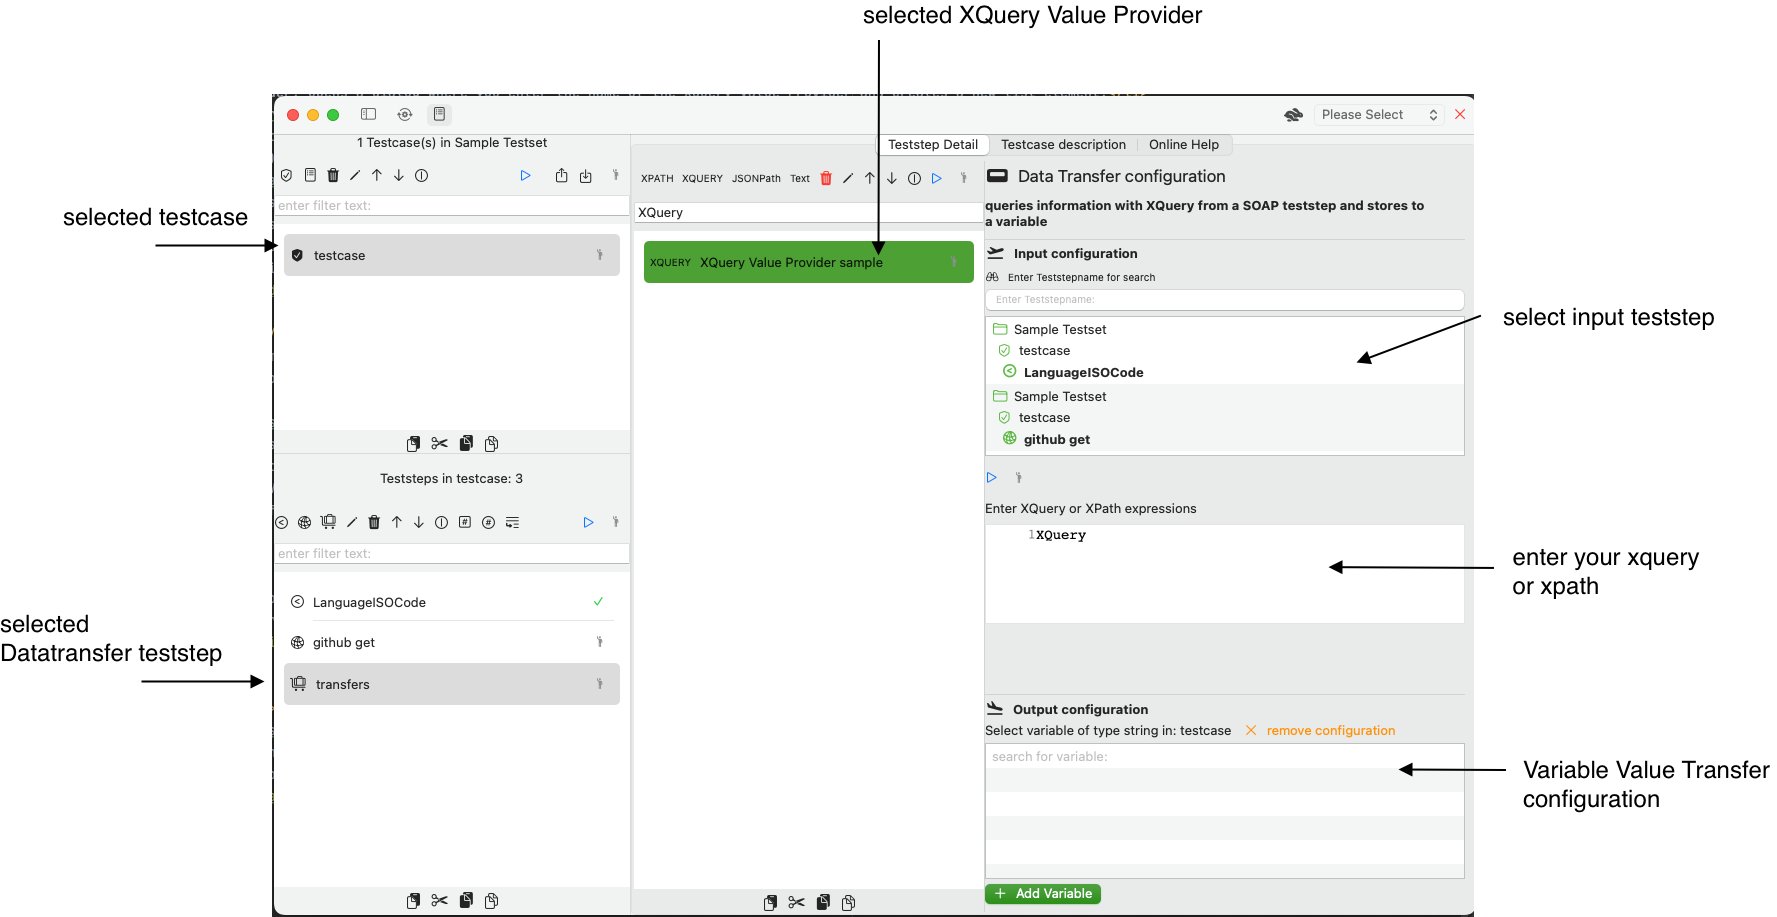 selected XQuery Value Provider
Please Select
1 Testcase(s) in Sample Testset
Teststep Detail
Testcase description
Online Help
XPATH XQUERY JSONPath Text
Data Transfer configuration
enter filter text:
XQuery
queries information with XQuery from a SOAP teststep and stores to
a variable
selected testcase
testcase
XQUERY XQuery Value Provider sample
Input configuration
Enter Teststepname for search
Enter Teststepname:
select input teststep
Sample Testset
testcase
LanguageISOCode
Sample Testset
testcase
github get
Teststeps in testcase: 3
Enter XQuery or XPath expressions
1XQuery
enter filter text:
enter your xquery
or xpath
LanguageISOCode
github get
selected
Datatransfer teststep
transfers
Output configuration
Select variable of type string in: testcase
remove configuration
search for variable:
Variable Value Transfer
configuration
+ Add Variable